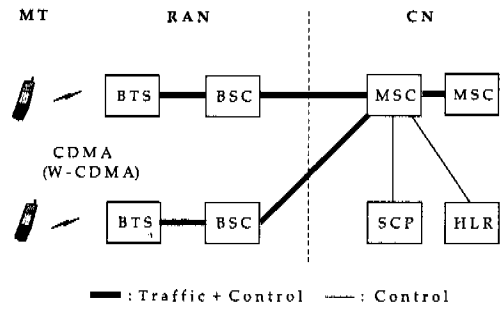 MT RAN CN
BTS BSC MSC MSC
CDMA
(W-CDMA)
BTS BSC SCP HLR
: Traffic + Control : Control